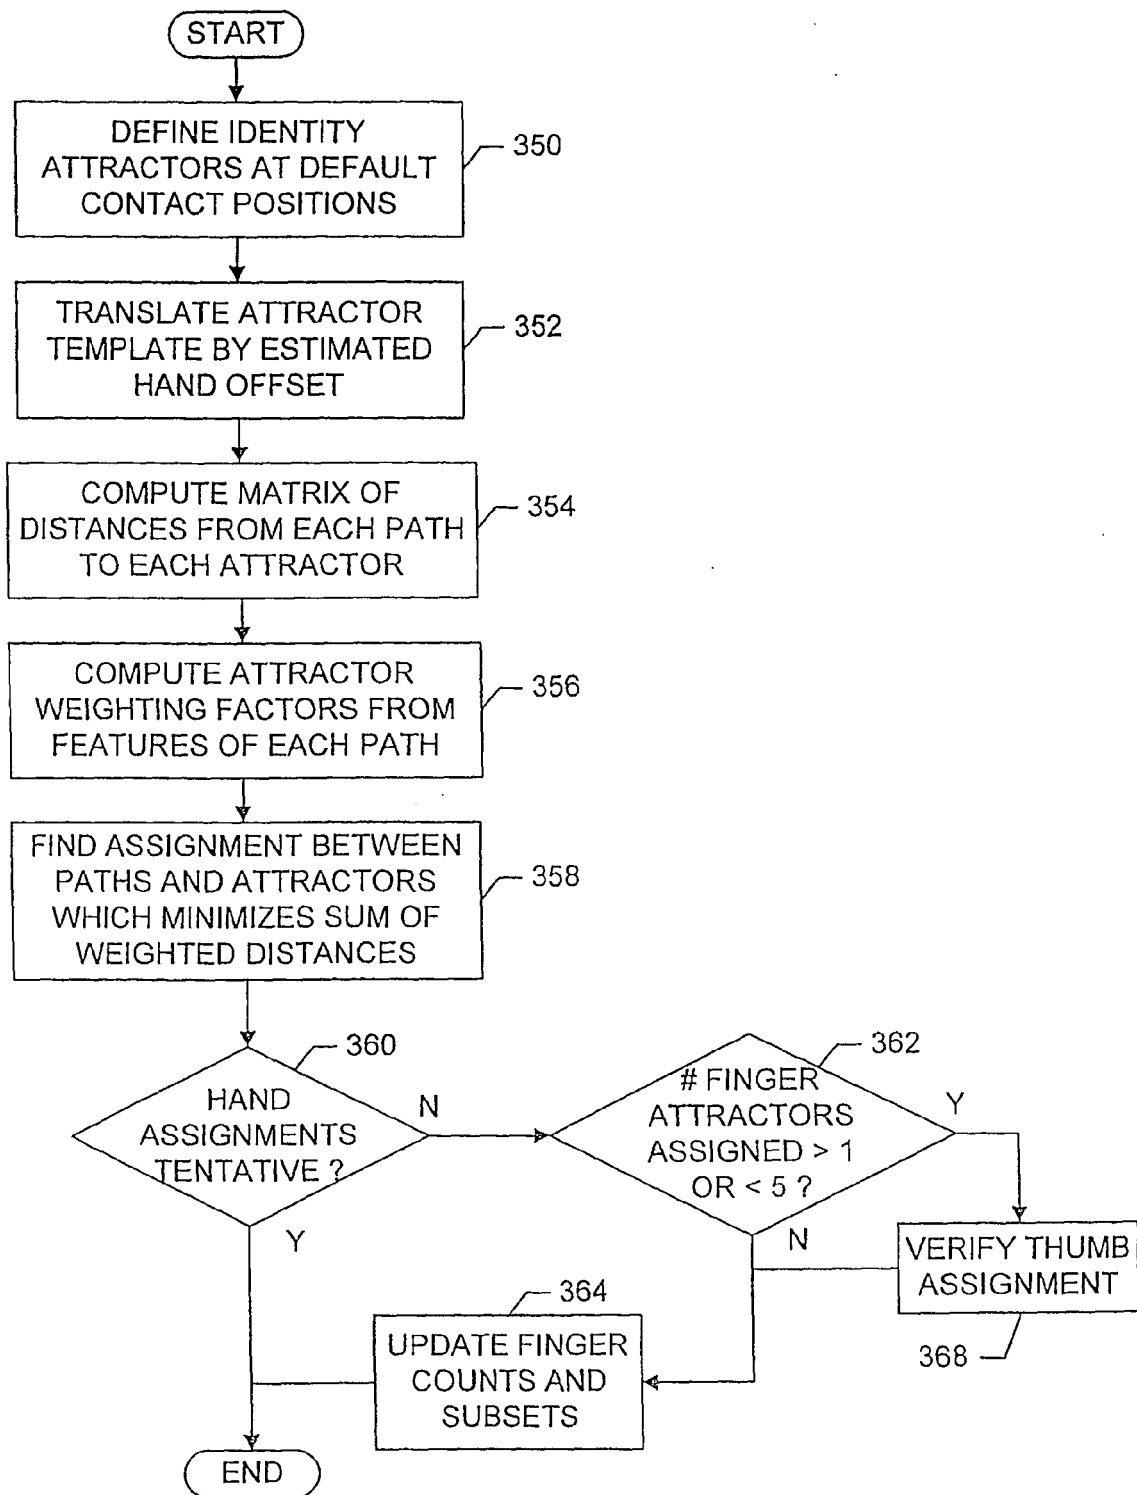 START
DEFINE IDENTITY
ATTRACTORS AT DEFAULT
CONTACT POSITIONS
350
TRANSLATE ATTRACTOR
TEMPLATE BY ESTIMATED
HAND OFFSET
352
COMPUTE MATRIX OF
DISTANCES FROM EACH PATH
TO EACH ATTRACTOR
354
COMPUTE ATTRACTOR
WEIGHTING FACTORS FROM
FEATURES OF EACH PATH
356
FIND ASSIGNMENT BETWEEN
PATHS AND ATTRACTORS
WHICH MINIMIZES SUM OF
WEIGHTED DISTANCES
358
HAND
ASSIGNMENTS
TENTATIVE ?
360
N
Y
# FINGER
ATTRACTORS
ASSIGNED > 1
OR < 5 ?
362
Y
N
VERIFY THUMB
ASSIGNMENT
368
UPDATE FINGER
COUNTS AND
SUBSETS
364
END